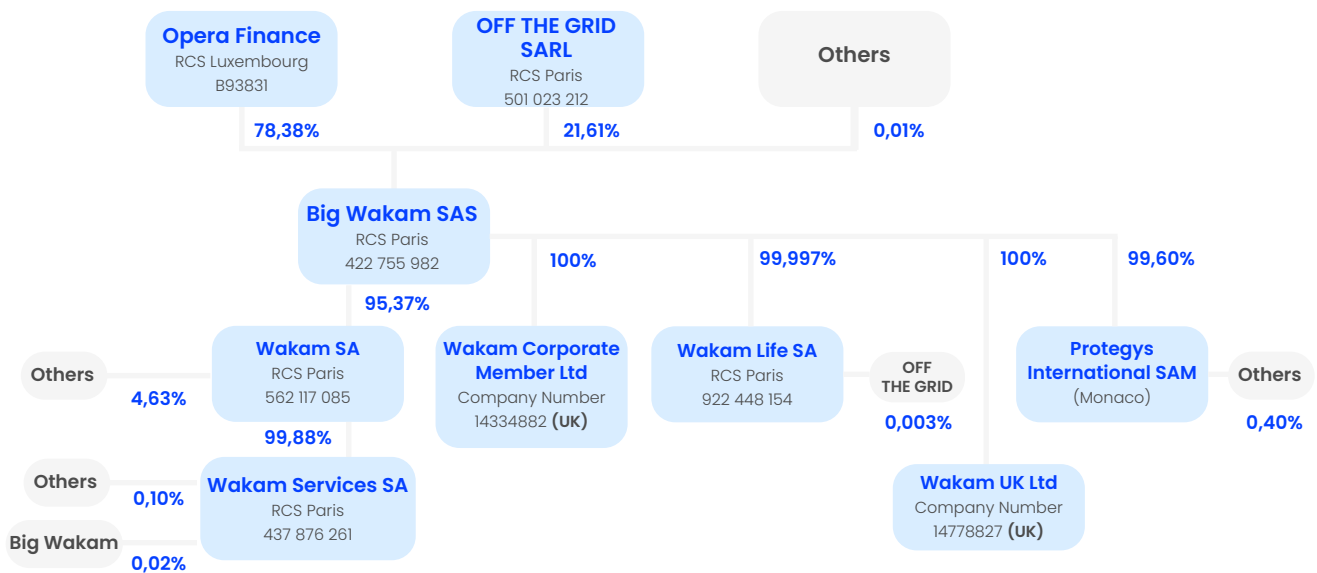 Opera Finance
RCS Luxembourg
B93831
OFF THE GRID
SARL
RCS Paris
501 023 212
Others
78,38%
21,61%
0,01%
Big Wakam SAS
RCS Paris
422 755 982
100%
99,997%
100%
99,60%
95,37%
Others
4,63%
Wakam SA
RCS Paris
562 117 085
Wakam Corporate
Member Ltd
Company Number
14334882 (UK)
Wakam Life SA
RCS Paris
922 448 154
OFF
THE GRID
0,003%
Protegys
International SAM
(Monaco)
Others
0,40%
99,88%
Others
0,10%
Big Wakam
0,02%
Wakam Services SA
RCS Paris
437 876 261
Wakam UK Ltd
Company Number
14778827 (UK)